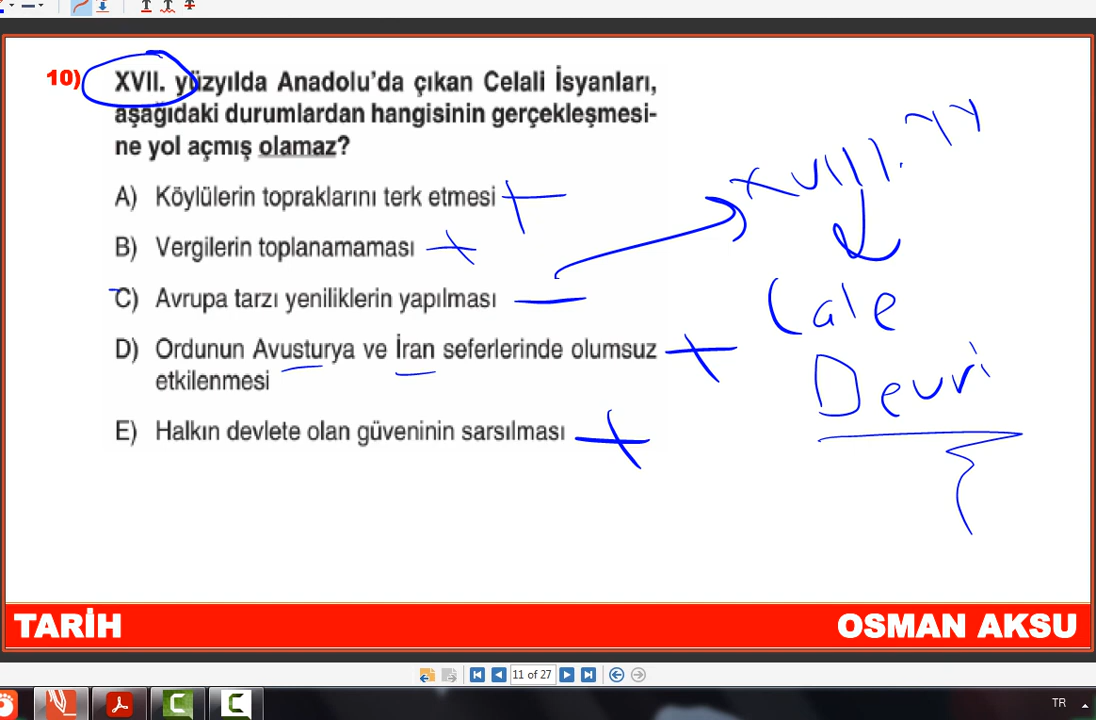 10) XVII. yüzyılda Anadolu'da çıkan Celali İsyanları,
aşağıdaki durumlardan hangisinin gerçekleşmesi-
ne yol açmış olamaz?
A) Köylülerin topraklarını terk etmesi
B) Vergilerin toplanamaması
C) Avrupa tarzı yeniliklerin yapılması
D) Ordunun Avusturya ve İran seferlerinde olumsuz
etkilenmesi
E) Halkın devlete olan güveninin sarsılması
XVIII. yy
Lale
Devri
TARİH
OSMAN AKSU
11 of 27
TR